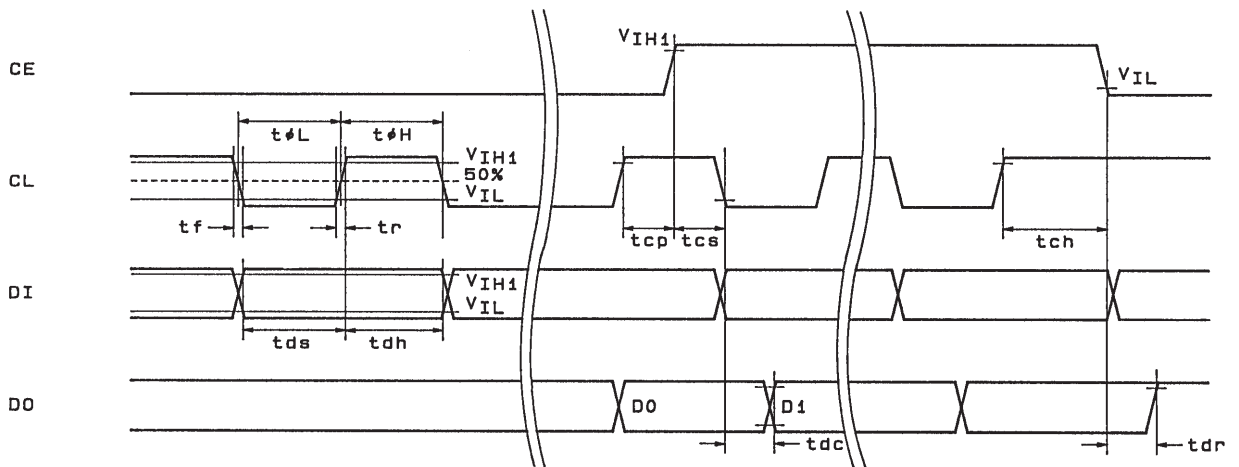 CE
VIH1
VIL
tøL
tøH
CL
VIH1
50%
VIL
tf
tr
tcp
tcs
tch
DI
VIH1
VIL
tds
tdh
DO
D0
D1
tdc
tdr